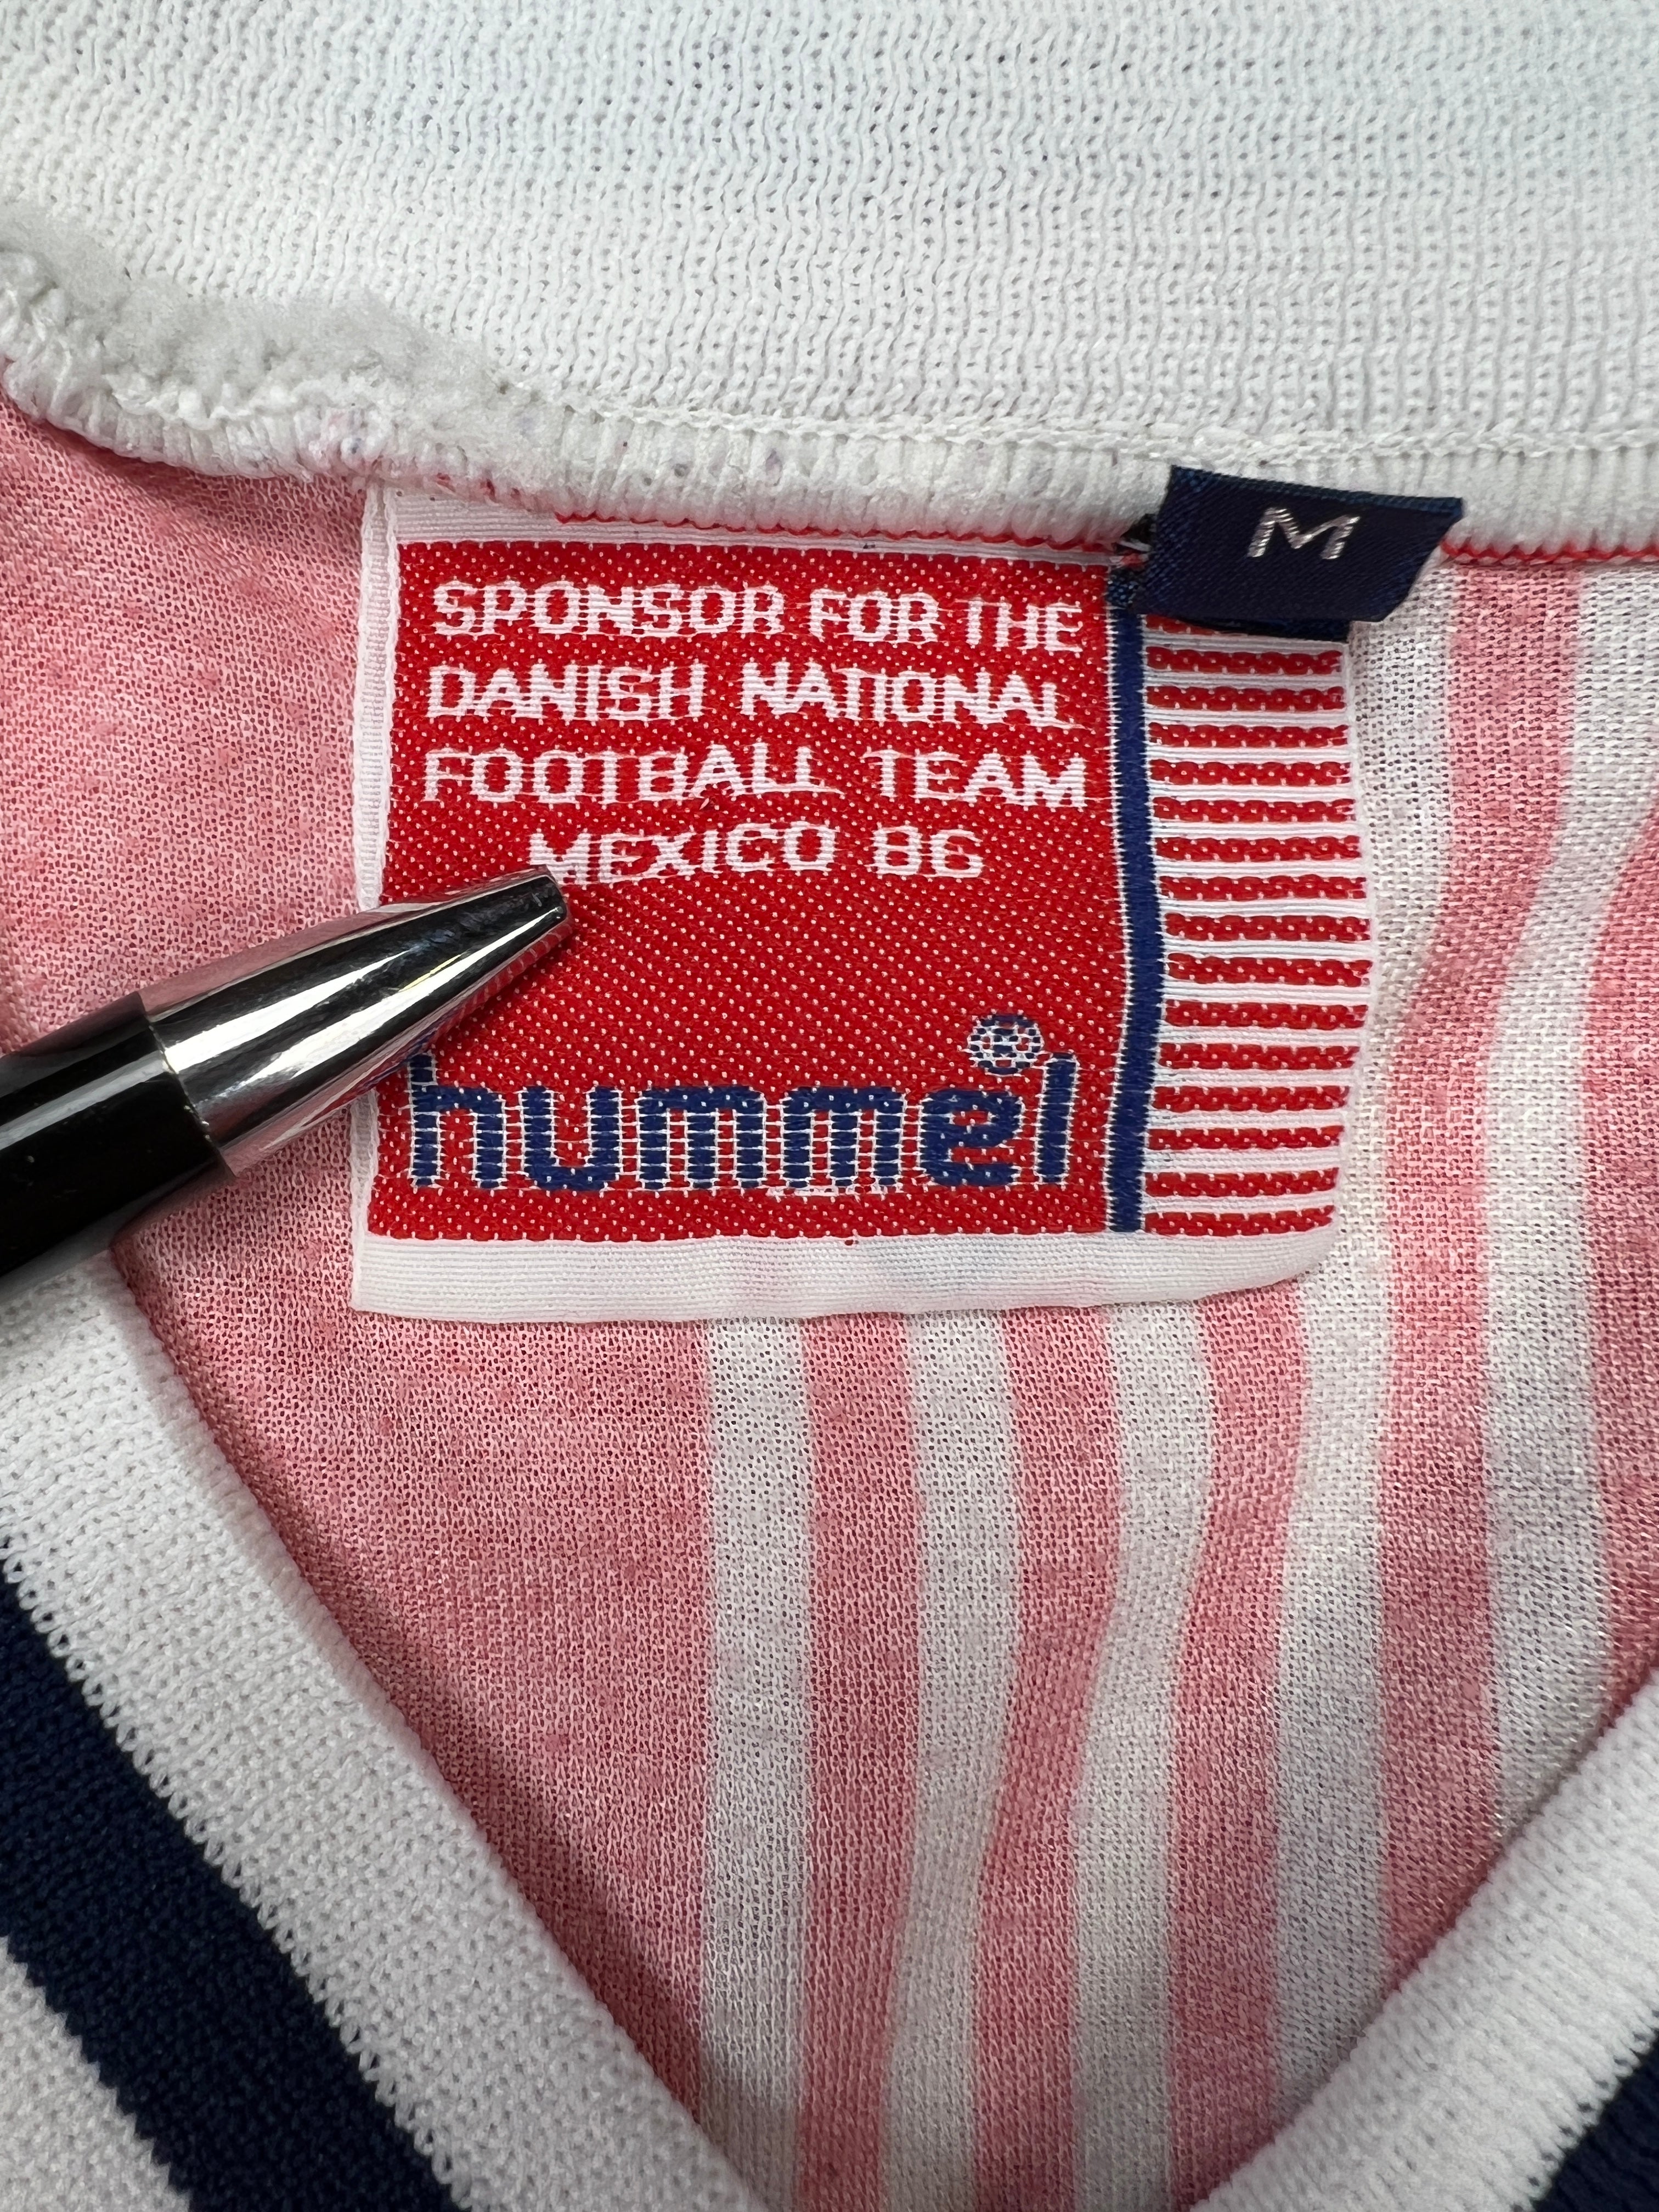 M
SPONSOR FOR THE
DANISH NATIONAL
FOOTBALL TEAM
MEXICO 86
hummel